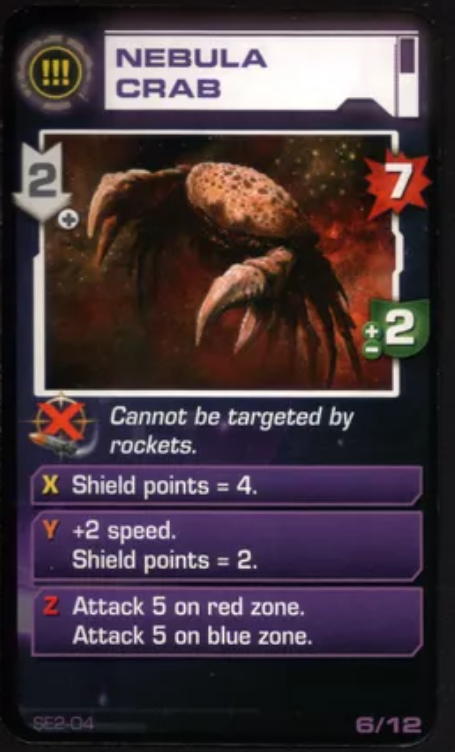 !!!
NEBULA
CRAB
2
+
7
+
-
2
Cannot be targeted by
rockets.
X Shield points = 4.
Y +2 speed.
Shield points = 2.
Z Attack 5 on red zone.
Attack 5 on blue zone.
SE2-04
6/12